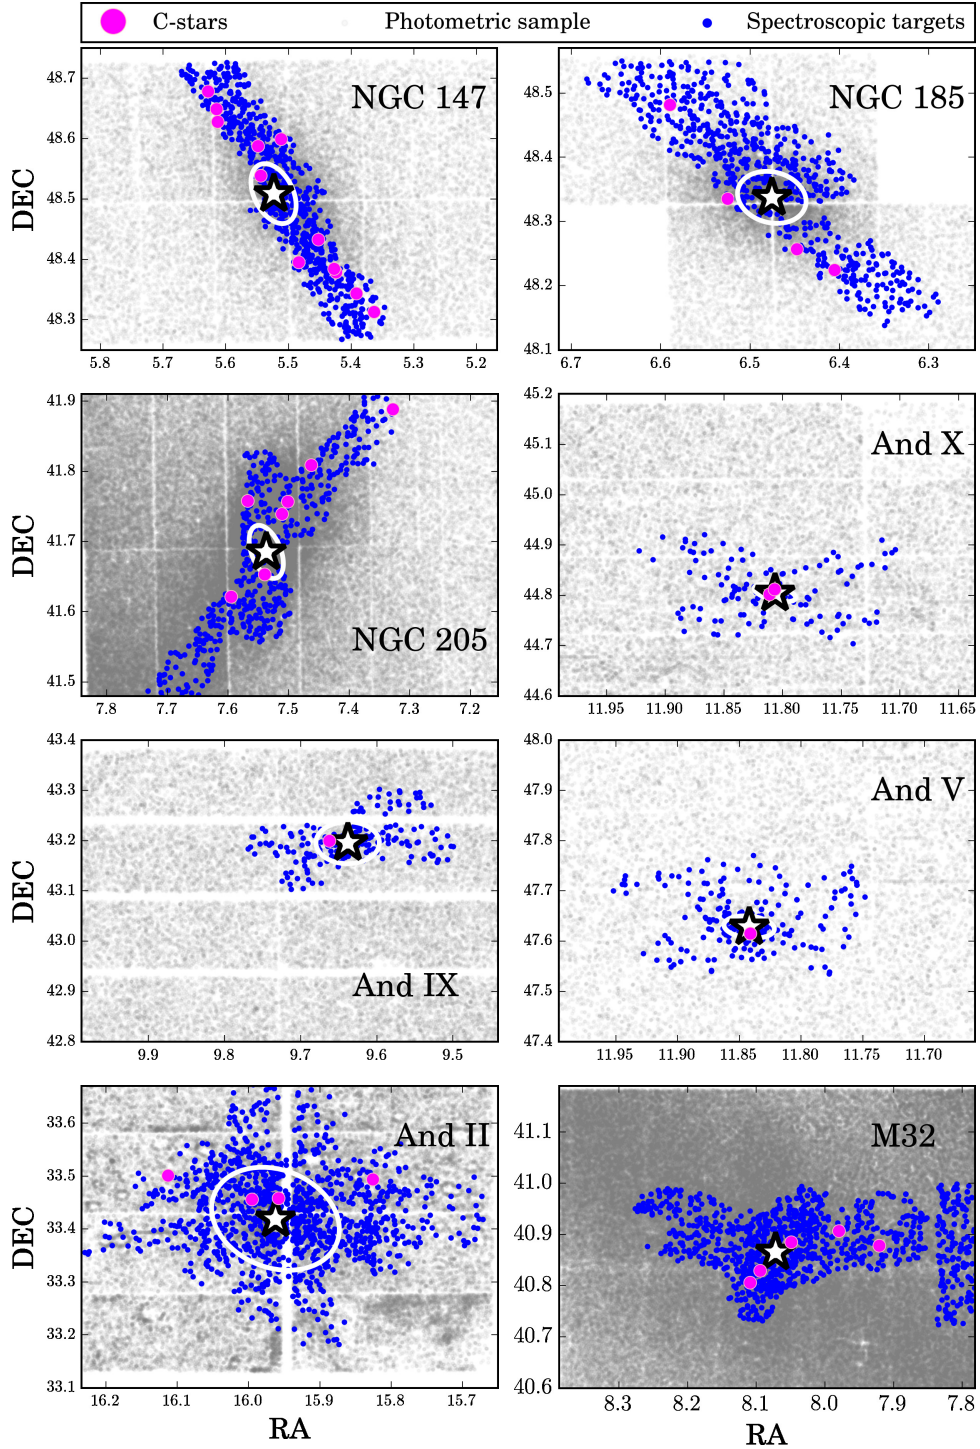 C-stars Photometric sample Spectroscopic targets
NGC 147
48.7
48.6
48.5
48.4
48.3
DEC
5.8 5.7 5.6 5.5 5.4 5.3 5.2
NGC 185
48.5
48.4
48.3
48.2
48.1
6.7 6.6 6.5 6.4 6.3
NGC 205
41.9
41.8
41.7
41.6
41.5
DEC
7.8 7.7 7.6 7.5 7.4 7.3 7.2
And X
45.2
45.1
45.0
44.9
44.8
44.7
44.6
11.95 11.90 11.85 11.80 11.75 11.70 11.65
And IX
43.4
43.3
43.2
43.1
43.0
42.9
42.8
DEC
9.9 9.8 9.7 9.6 9.5
And V
48.0
47.9
47.8
47.7
47.6
47.5
47.4
11.95 11.90 11.85 11.80 11.75 11.70
And II
33.6
33.5
33.4
33.3
33.2
33.1
DEC
16.2 16.1 16.0 15.9 15.8 15.7
RA
M32
41.1
41.0
40.9
40.8
40.7
40.6
8.3 8.2 8.1 8.0 7.9 7.8
RA